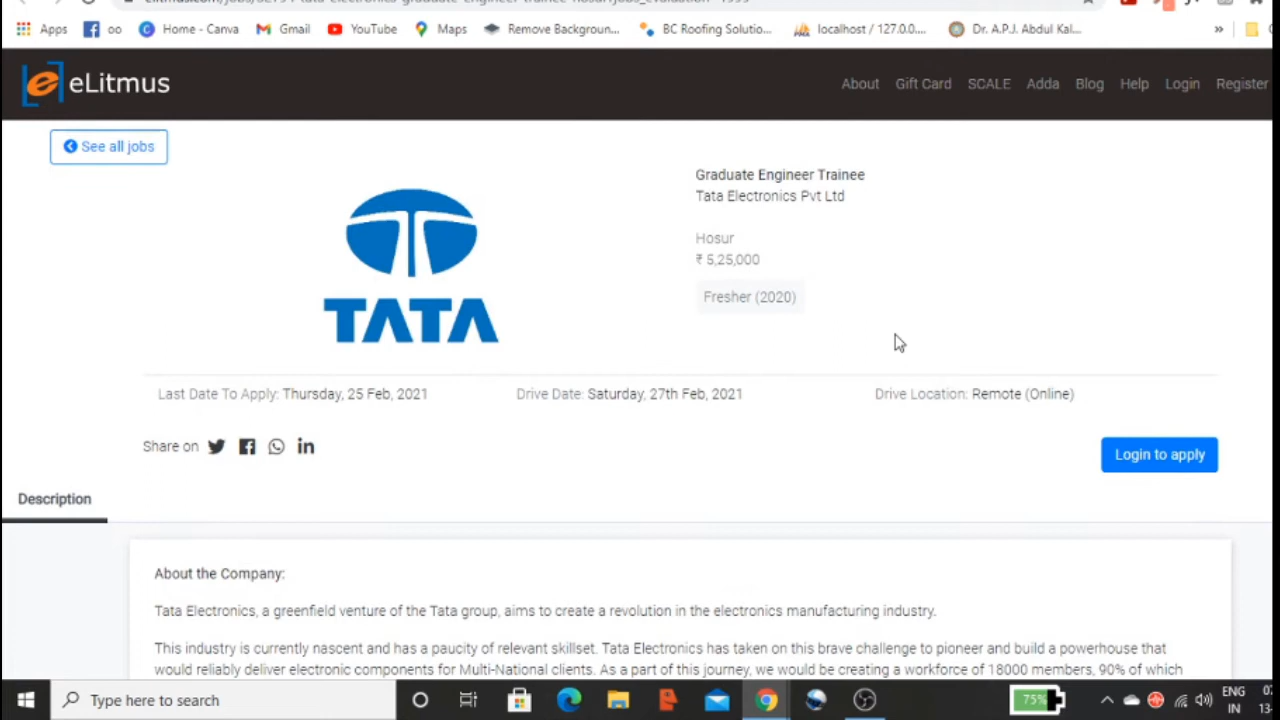 Apps oo Home - Canva Gmail YouTube Maps Remove Backgroun... BC Roofing Solutio... localhost / 127.0.0.... Dr. A.P.J. Abdul Kal... »
eLitmus About Gift Card SCALE Adda Blog Help Login Register
See all jobs
Graduate Engineer Trainee
Tata Electronics Pvt Ltd
Hosur
₹ 5,25,000
Fresher (2020)
TATA
Last Date To Apply: Thursday, 25 Feb, 2021 Drive Date: Saturday, 27th Feb, 2021 Drive Location: Remote (Online)
Share on
Login to apply
Description
About the Company:
Tata Electronics, a greenfield venture of the Tata group, aims to create a revolution in the electronics manufacturing industry.
This industry is currently nascent and has a paucity of relevant skillset. Tata Electronics has taken on this brave challenge to pioneer and build a powerhouse that
would reliably deliver electronic components for Multi-National clients. As a part of this journey, we would be creating a workforce of 18000 members, 90% of which
Type here to search 75% ENG
IN